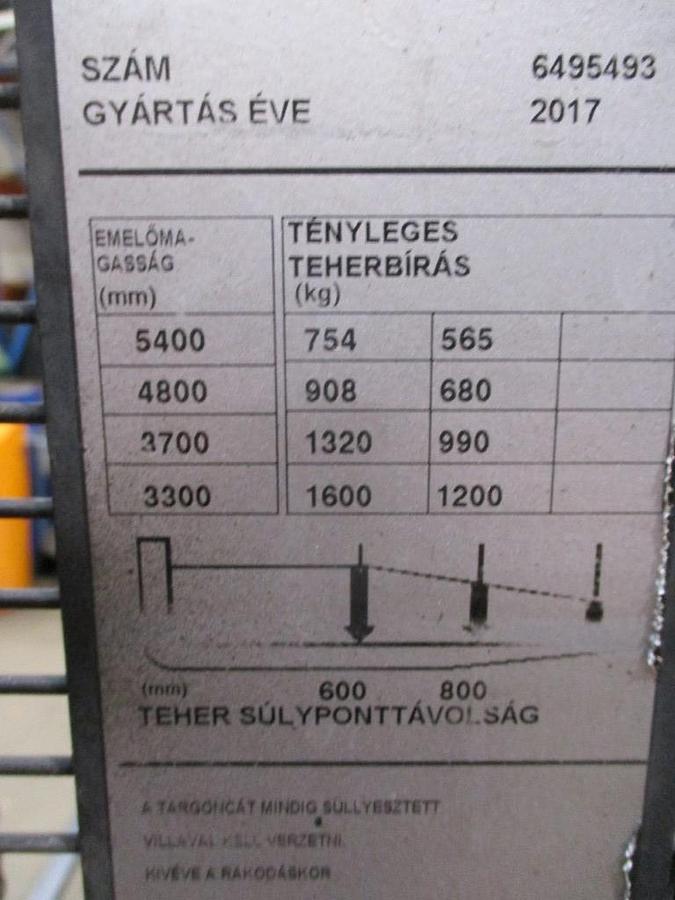 SZÁM 6495493
GYÁRTÁS ÉVE 2017
EMELŐMA-
GASSÁG
(mm)
TÉNYLEGES
TEHERBÍRÁS
(kg)
5400 754 565
4800 908 680
3700 1320 990
3300 1600 1200
(mm) 600 800
TEHER SÚLYPONTTÁVOLSÁG
A TARGONCÁT MINDIG SÜLLYESZTETT
VILLÁVAL KELL VERZETNI.
KIVÉVE A RAKODÁSKOR